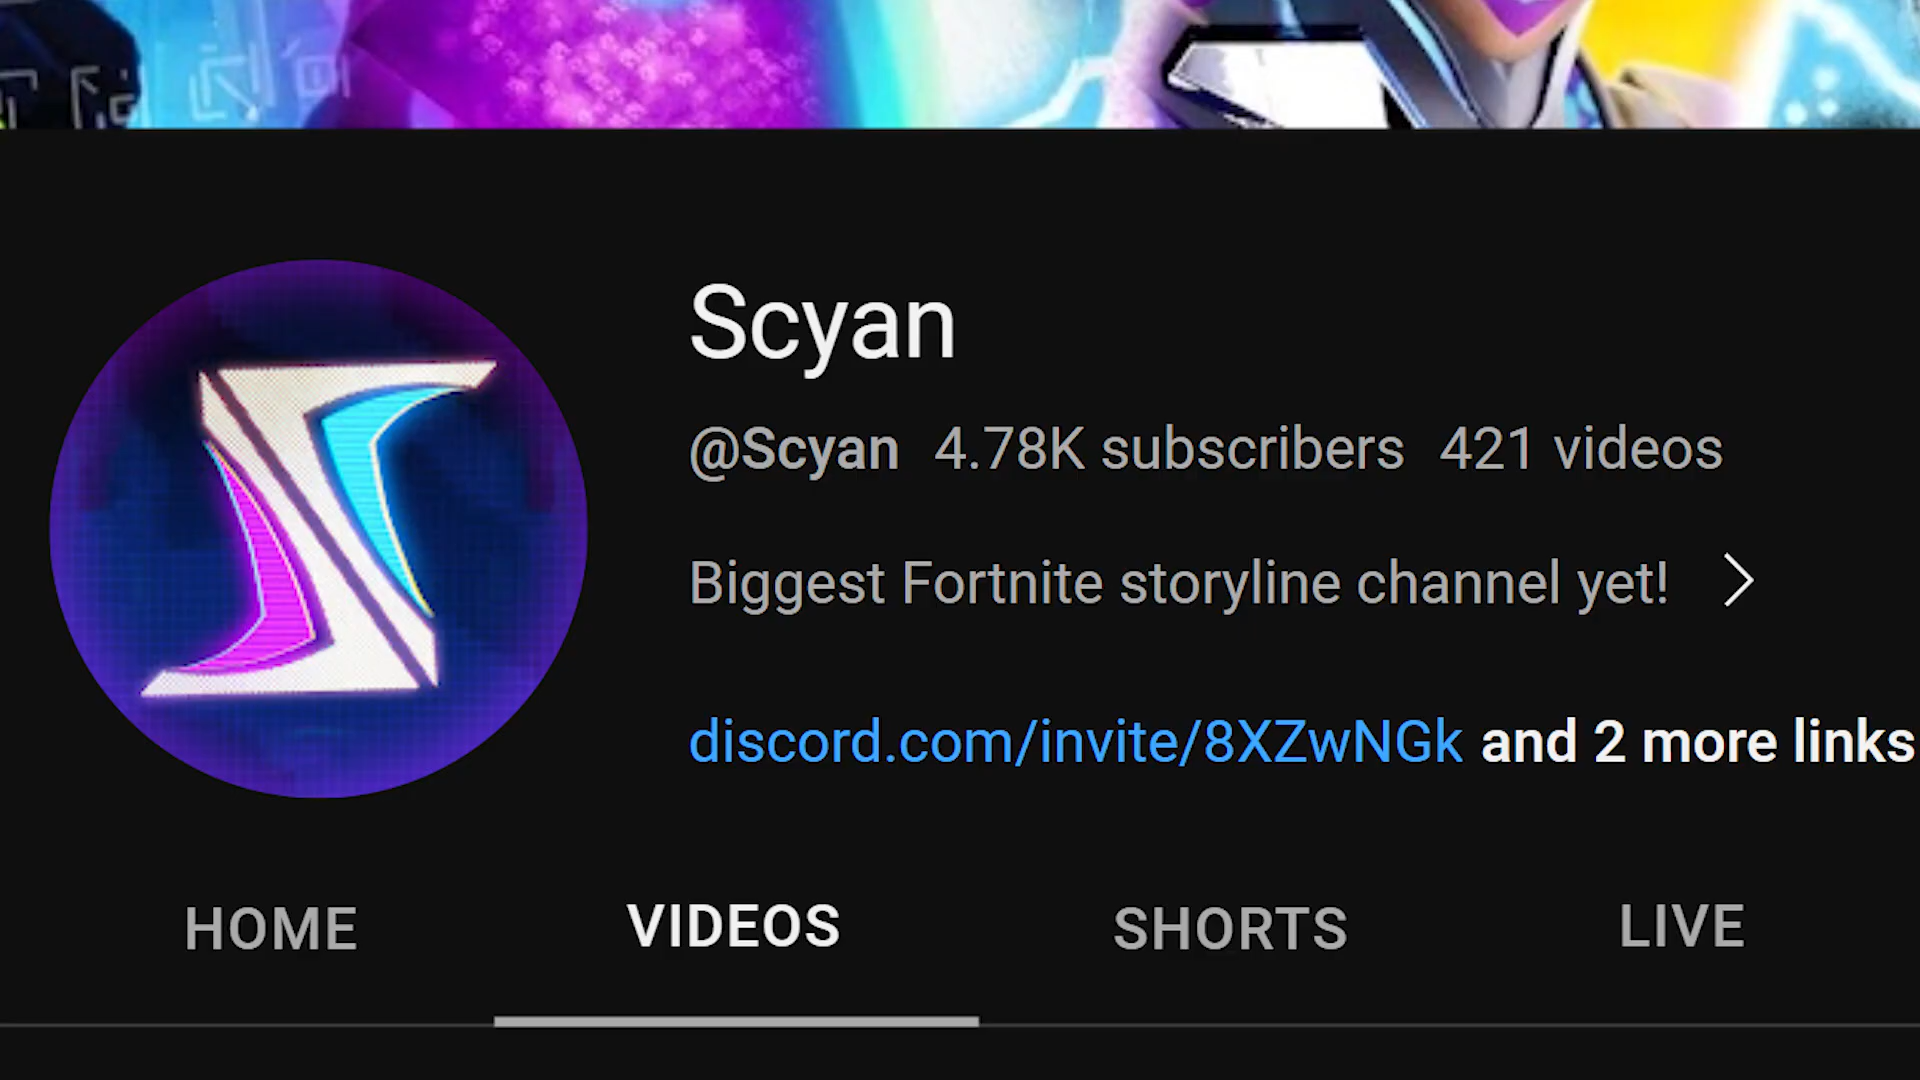 Scyan
@Scyan 4.78K subscribers 421 videos
Biggest Fortnite storyline channel yet!
discord.com/invite/8XZwNGk and 2 more links
HOME VIDEOS SHORTS LIVE